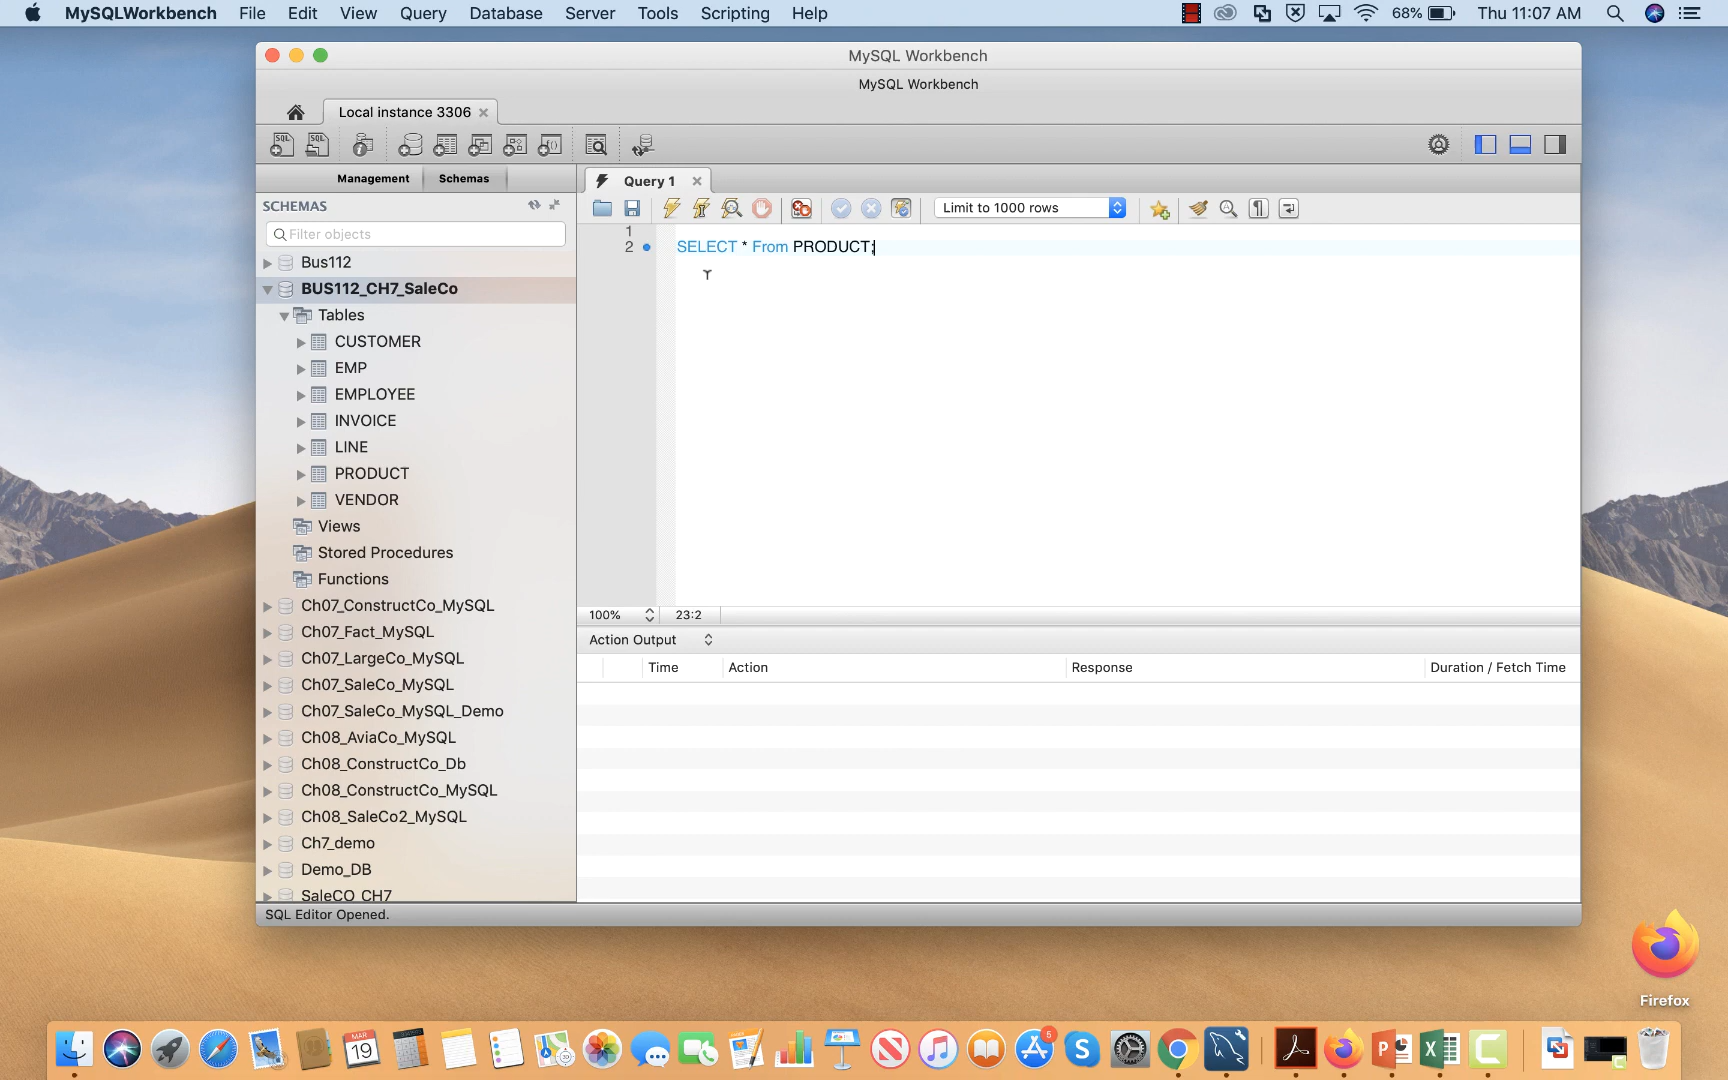 MySQLWorkbench File Edit View Query Database Server Tools Scripting Help 68% Thu 11:07 AM
MySQL Workbench
MySQL Workbench
Local instance 3306
Management Schemas
Query 1
SCHEMAS
Limit to 1000 rows
Filter objects
1
2 SELECT * From PRODUCT;
Bus112
BUS112_CH7_SaleCo
Tables
CUSTOMER
EMP
EMPLOYEE
INVOICE
LINE
PRODUCT
VENDOR
Views
Stored Procedures
Functions
Ch07_ConstructCo_MySQL
Ch07_Fact_MySQL
Ch07_LargeCo_MySQL
Ch07_SaleCo_MySQL
Ch07_SaleCo_MySQL_Demo
Ch08_AviaCo_MySQL
Ch08_ConstructCo_Db
Ch08_ConstructCo_MySQL
Ch08_SaleCo2_MySQL
Ch7_demo
Demo_DB
SaleCO_CH7
100% 23:2
Action Output
Time Action Response Duration / Fetch Time
SQL Editor Opened.
Firefox
MAR
19
5